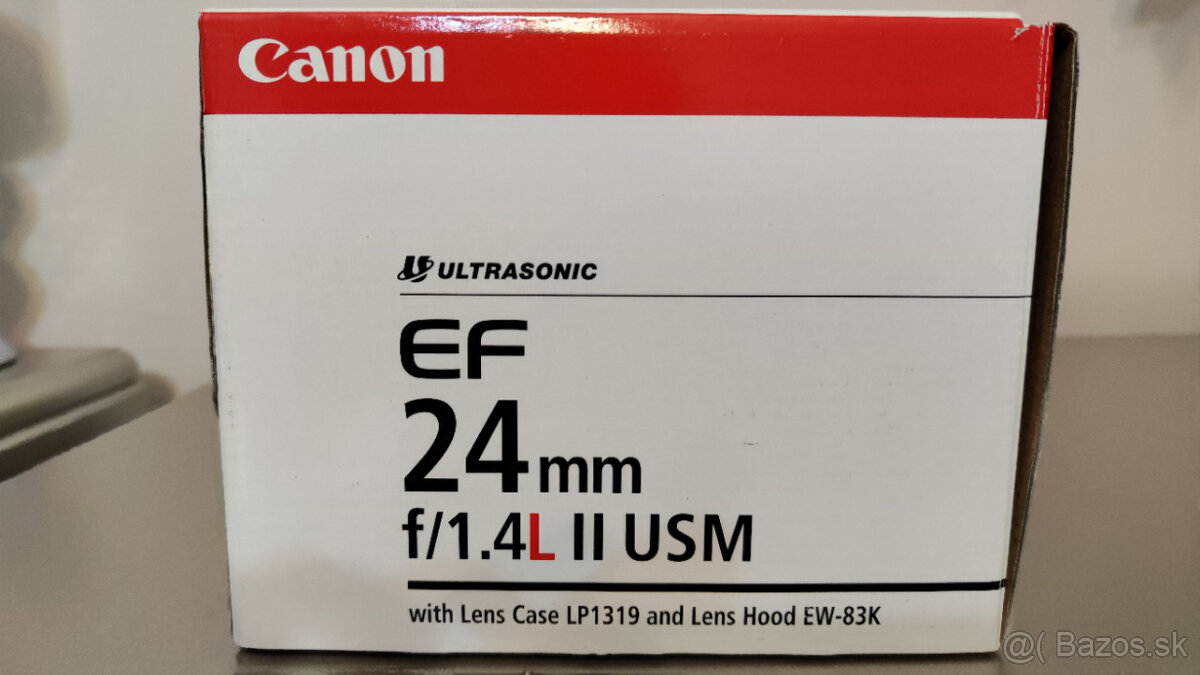 Canon
ULTRASONIC
EF
24mm
f/1.4L II USM
with Lens Case LP1319 and Lens Hood EW-83K
@( Bazos.sk